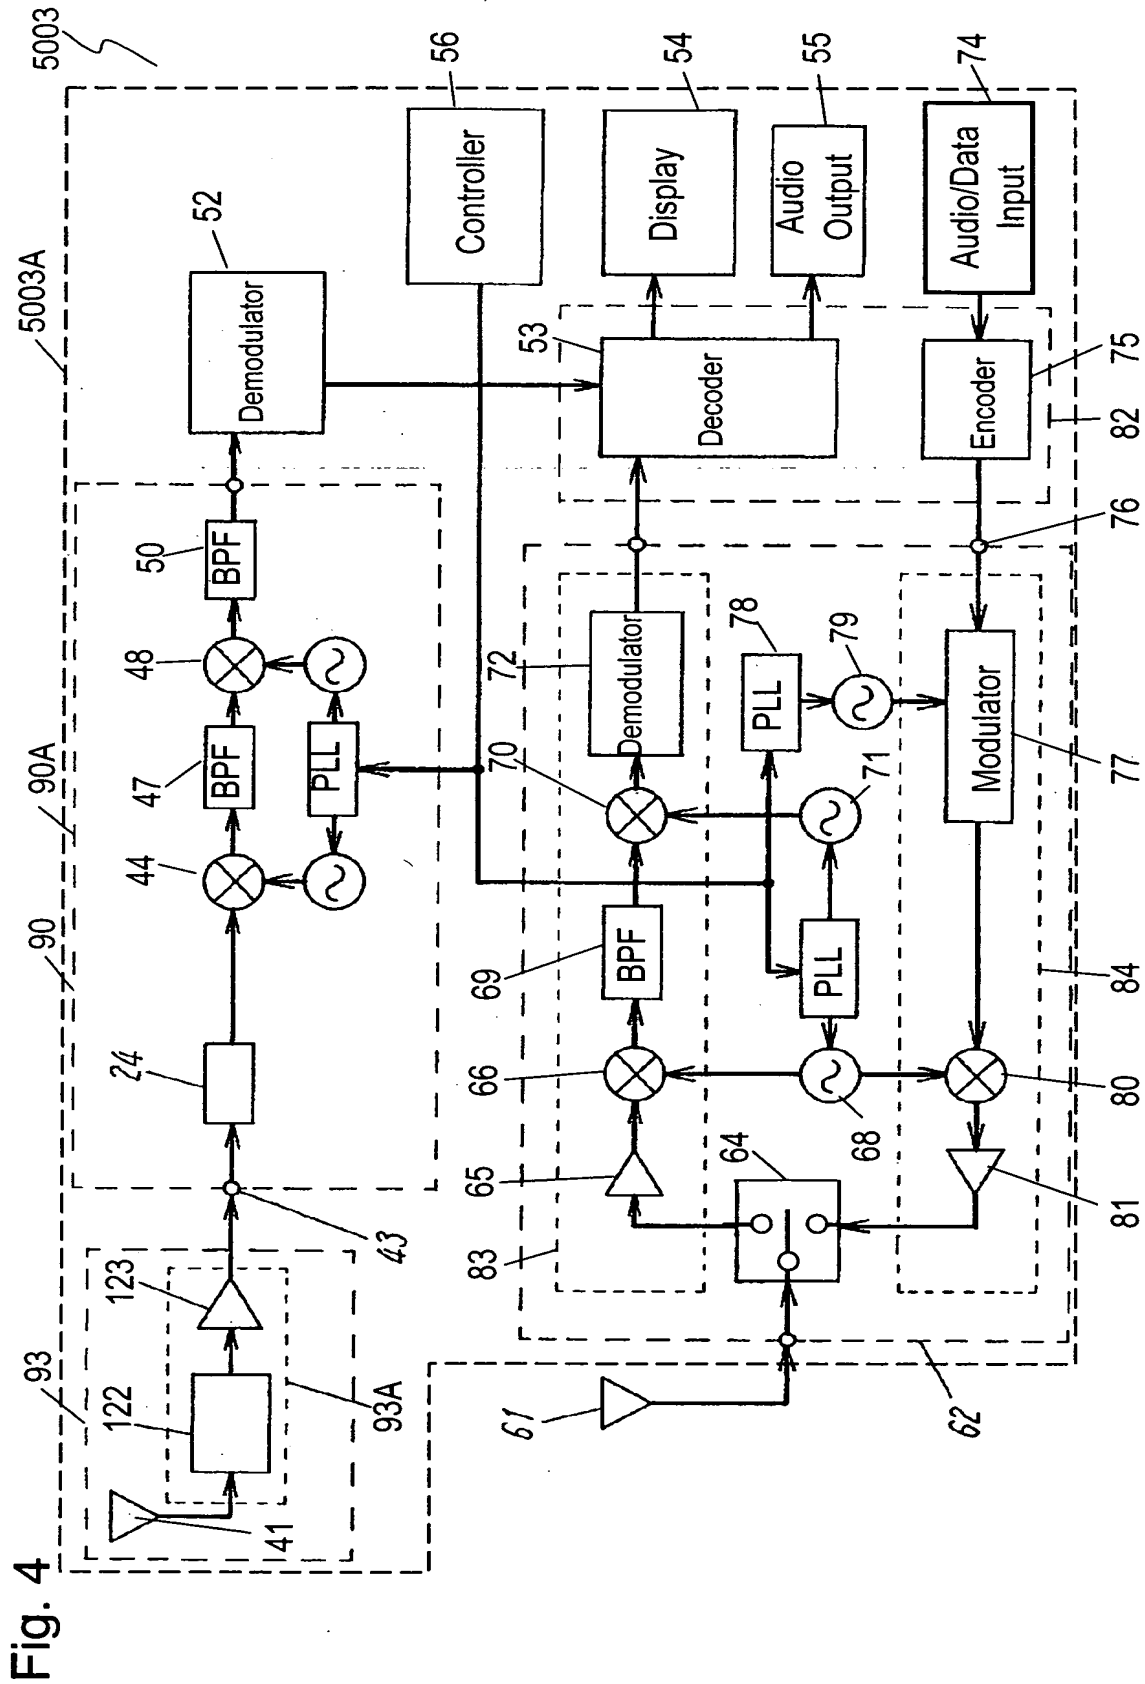 Fig. 4
5003
5003A
90
90A
93
93A
122
123
41
43
24
44
47
48
50
BPF
BPF
PLL
52
Demodulator
56
Controller
53
Decoder
54
Display
55
Audio
Output
74
Audio/Data
Input
75
Encoder
82
76
61
62
64
83
65
66
69
BPF
70
72
Demodulator
68
PLL
71
78
PLL
79
77
Modulator
84
80
81